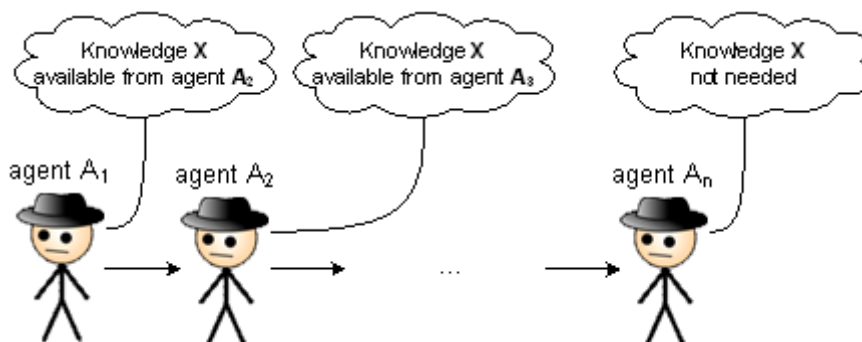 Knowledge X
available from agent A₂
Knowledge X
available from agent A₃
Knowledge X
not needed
agent A₁
agent A₂
agent Aₙ
...